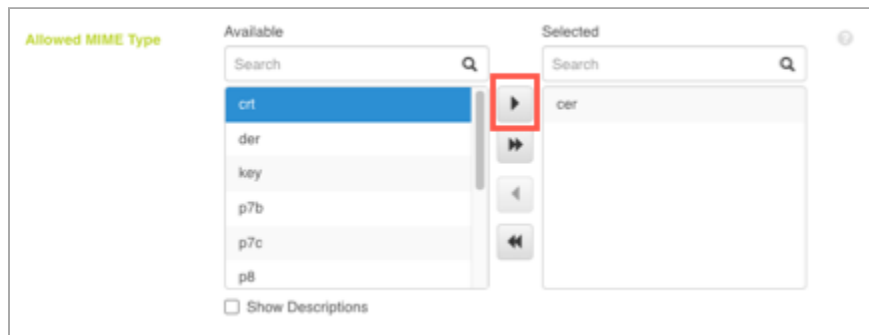 Allowed MIME Type
Available
Search
crt
der
key
p7b
p7c
p8
Show Descriptions
Selected
Search
cer